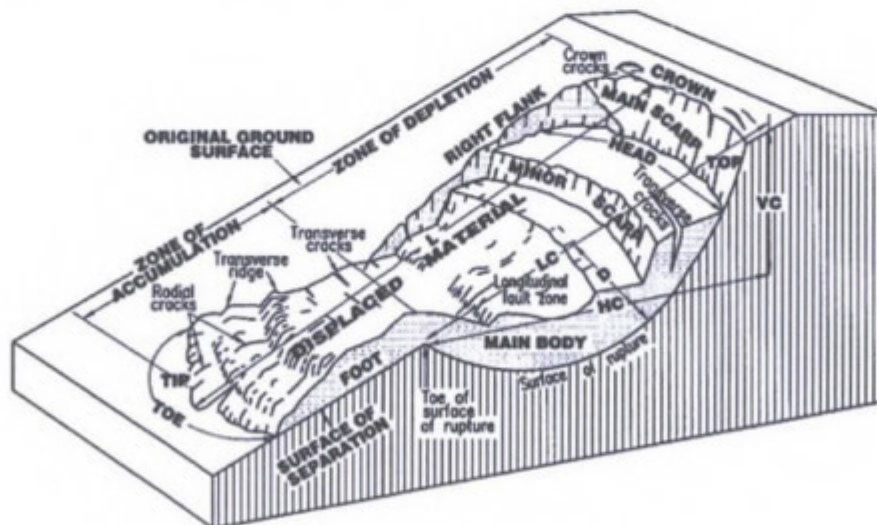 Crown
cracks
CROWN
MAIN SCARP
TOP
ZONE OF DEPLETION
RIGHT FLANK
HEAD
Transverse
cracks
VC
ORIGINAL GROUND
SURFACE
MINOR
SCARP
ZONE OF
ACCUMULATION
Transverse
cracks
L
MATERIAL
LC
D
Longitudinal
fault zone
HC
Transverse
ridge
Radial
cracks
DISPLACED
MAIN BODY
FOOT
Surface of rupture
TIP
TOE
Toe of
surface
of rupture
SURFACE OF
SEPARATION